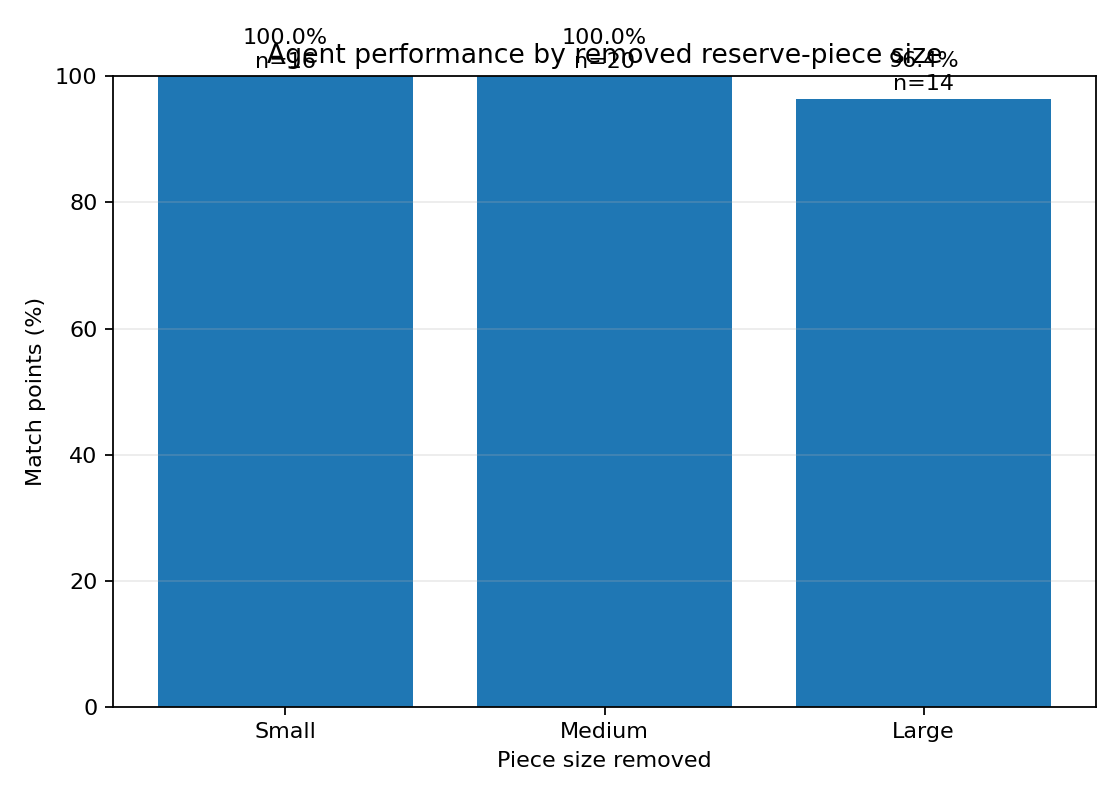 Agent performance by removed reserve-piece size
100.0%
n=16
100.0%
n=20
96.4%
n=14
100
80
60
40
20
0
Match points (%)
Small
Medium
Large
Piece size removed